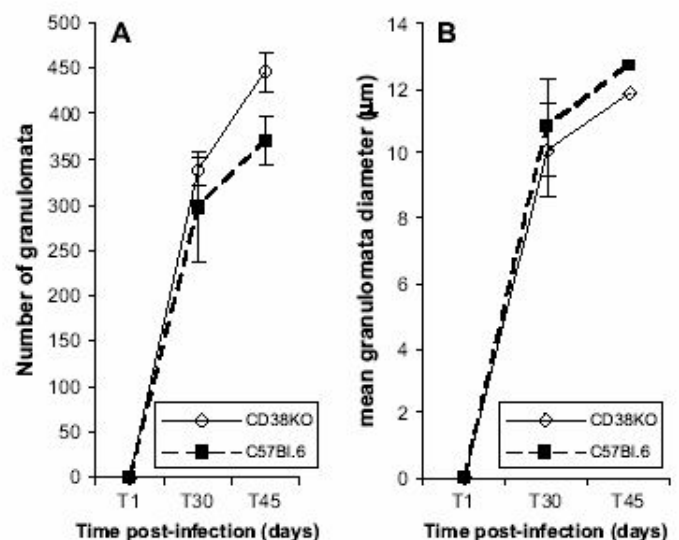 A
Number of granulomata
500
450
400
350
300
250
200
150
100
50
0
CD38KO
C57Bl.6
T1 T30 T45
Time post-infection (days)
B
mean granulomata diameter (µm)
14
12
10
8
6
4
2
0
CD38KO
C57Bl.6
T1 T30 T45
Time post-infection (days)